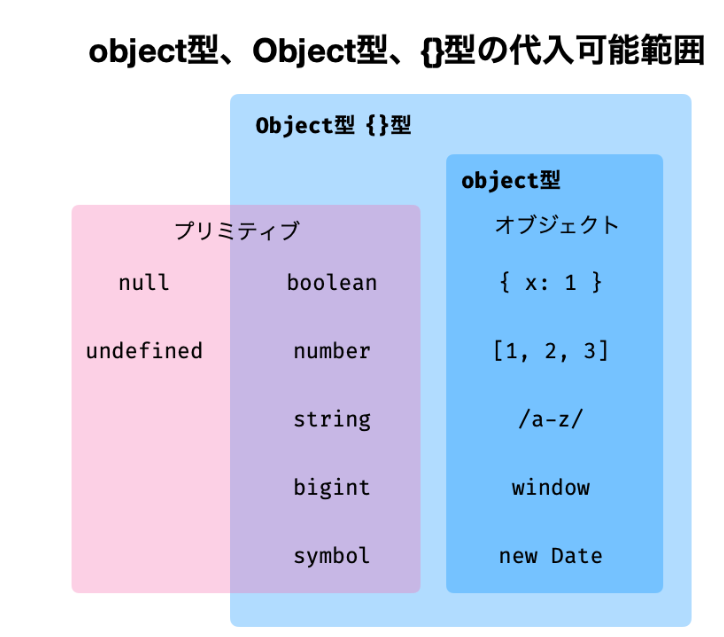 object型、Object型、{}型の代入可能範囲
Object型 {}型
object型
プリミティブ
オブジェクト
null
boolean
{ x: 1 }
undefined
number
[1, 2, 3]
string
/a-z/
bigint
window
symbol
new Date